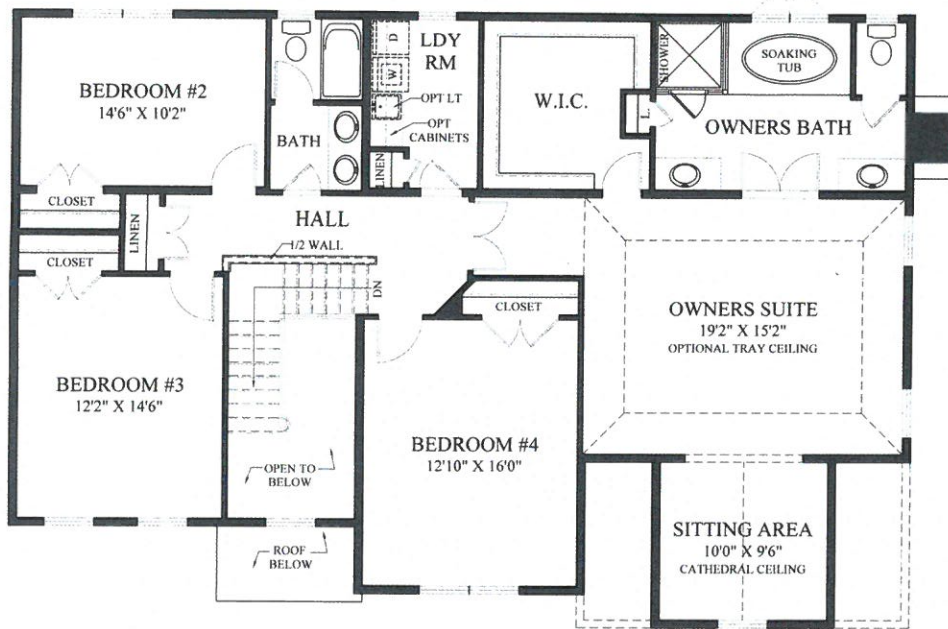 BEDROOM #2
14'6" X 10'2"
BATH
D
W
LDY
RM
OPT LT
OPT
CABINETS
LINEN
W.I.C.
SHOWER
SOAKING
TUB
L.
OWNERS BATH
CLOSET
LINEN
HALL
1/2 WALL
CLOSET
DN
CLOSET
OWNERS SUITE
19'2" X 15'2"
OPTIONAL TRAY CEILING
BEDROOM #3
12'2" X 14'6"
BEDROOM #4
12'10" X 16'0"
OPEN TO
BELOW
ROOF
BELOW
SITTING AREA
10'0" X 9'6"
CATHEDRAL CEILING